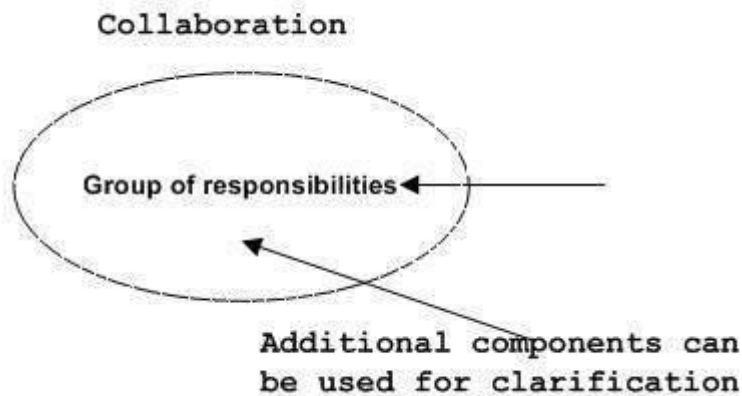 Collaboration
Group of responsibilities
Additional components can
be used for clarification